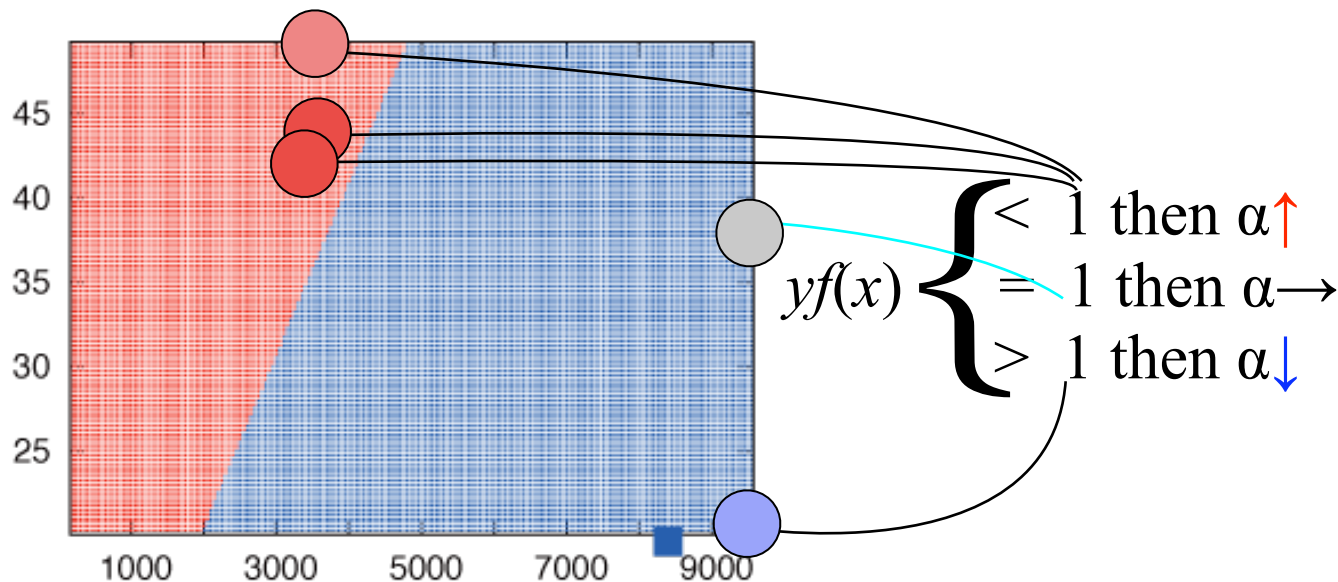 45
40
35
30
25
1000 3000 5000 7000 9000
yf(x)
{
< 1 then α↑
= 1 then α→
> 1 then α↓